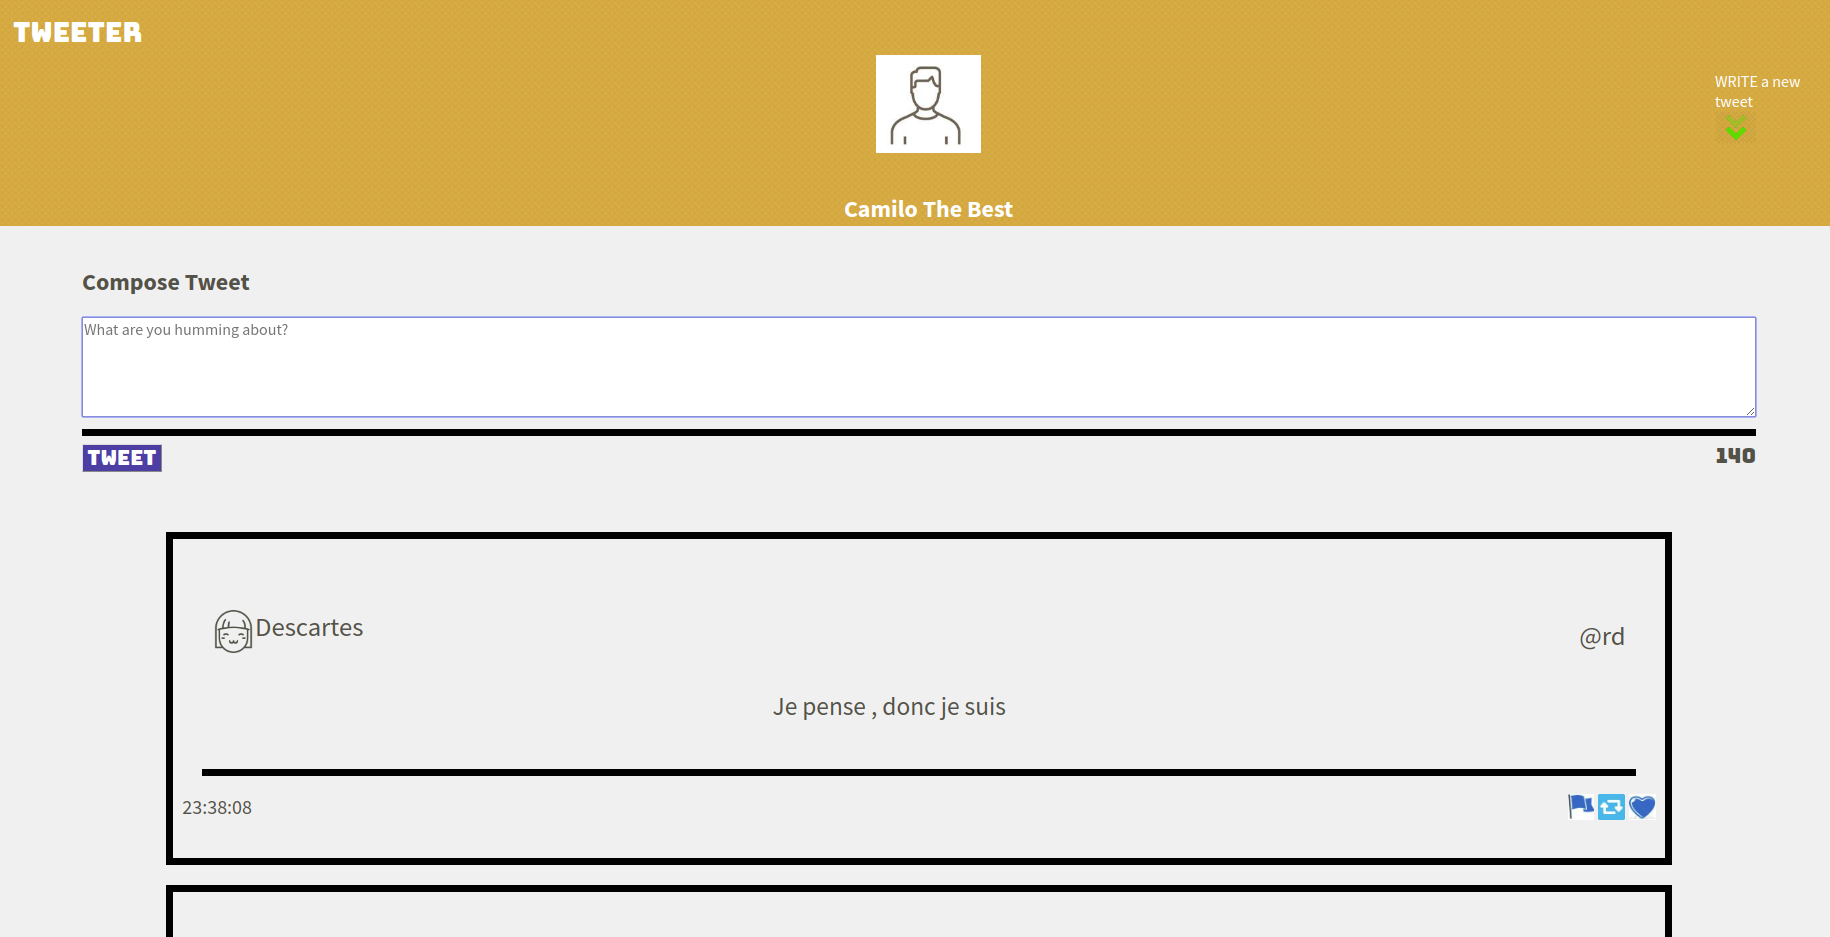 TWEETER
WRITE a new
tweet
Camilo The Best
Compose Tweet
What are you humming about?
TWEET
140
Descartes
@rd
Je pense , donc je suis
23:38:08